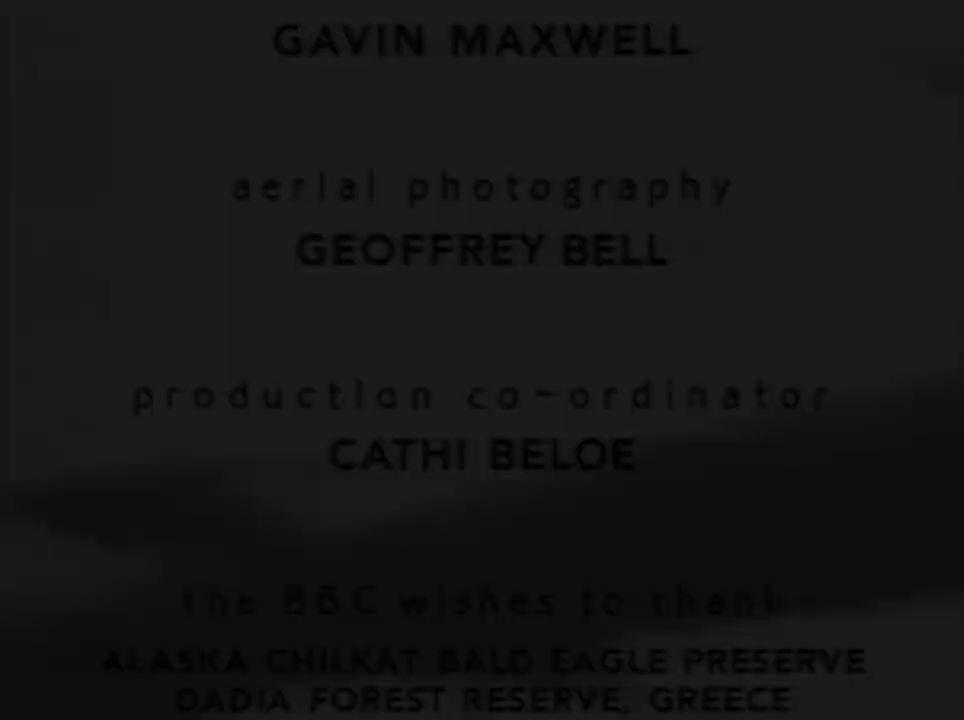 GAVIN MAXWELL
aerial photography
GEOFFREY BELL
production co-ordinator
CATHI BELOE
the BBC wishes to thank
ALASKA CHILKAT BALD EAGLE PRESERVE
DADIA FOREST RESERVE, GREECE